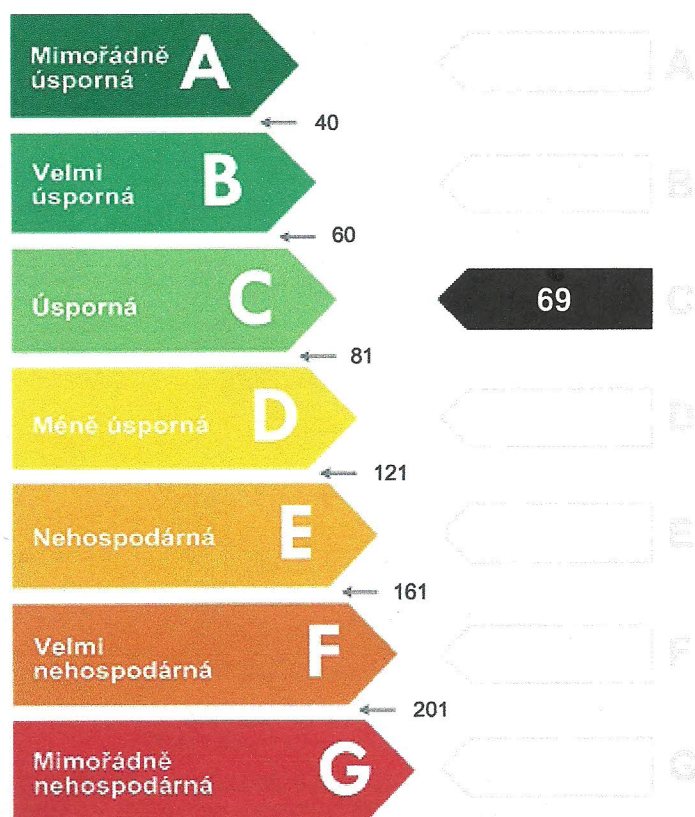 Mimořádně
úsporná
A
A
40
Velmi
úsporná
B
B
60
Úsporná
C
69
C
81
Méně úsporná
D
D
121
Nehospodárná
E
E
161
Velmi
nehospodárná
F
F
201
Mimořádně
nehospodárná
G
G